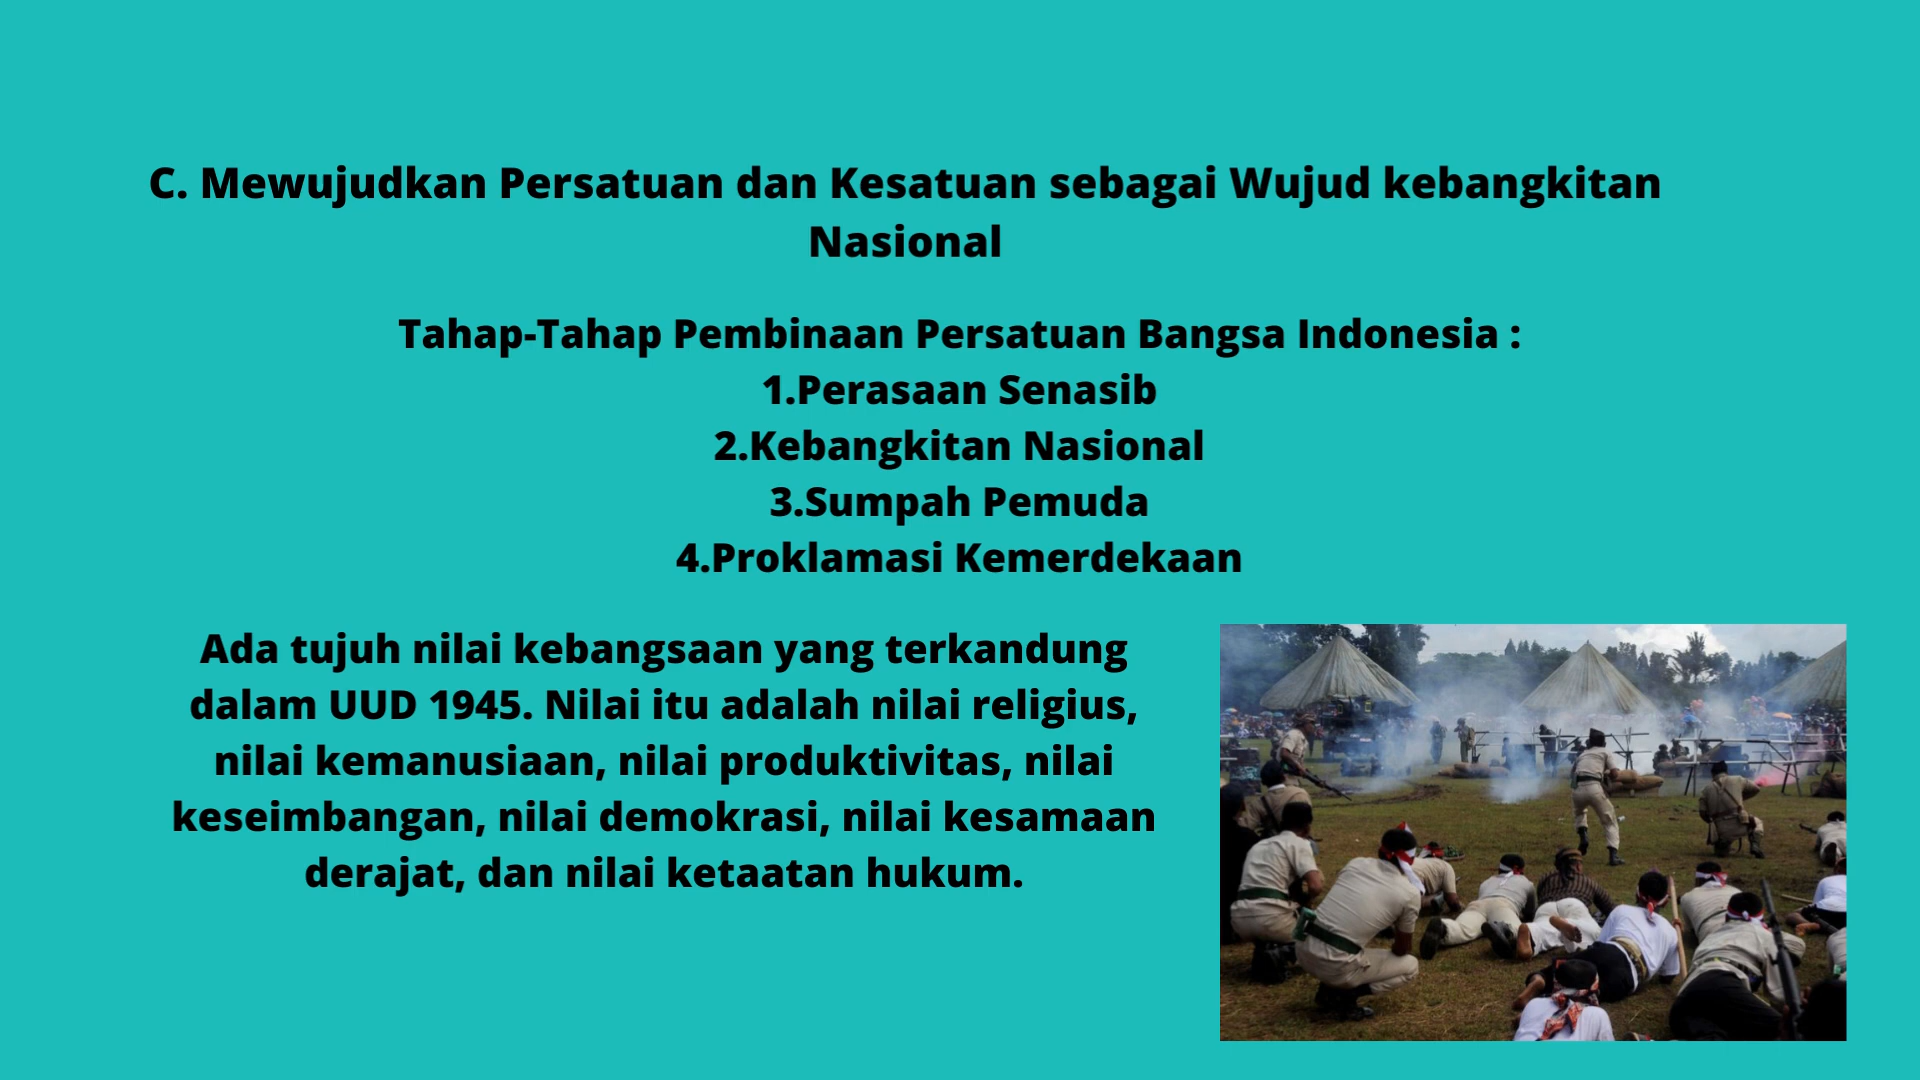 C. Mewujudkan Persatuan dan Kesatuan sebagai Wujud kebangkitan
Nasional
Tahap-Tahap Pembinaan Persatuan Bangsa Indonesia :
1.Perasaan Senasib
2.Kebangkitan Nasional
3.Sumpah Pemuda
4.Proklamasi Kemerdekaan
Ada tujuh nilai kebangsaan yang terkandung
dalam UUD 1945. Nilai itu adalah nilai religius,
nilai kemanusiaan, nilai produktivitas, nilai
keseimbangan, nilai demokrasi, nilai kesamaan
derajat, dan nilai ketaatan hukum.